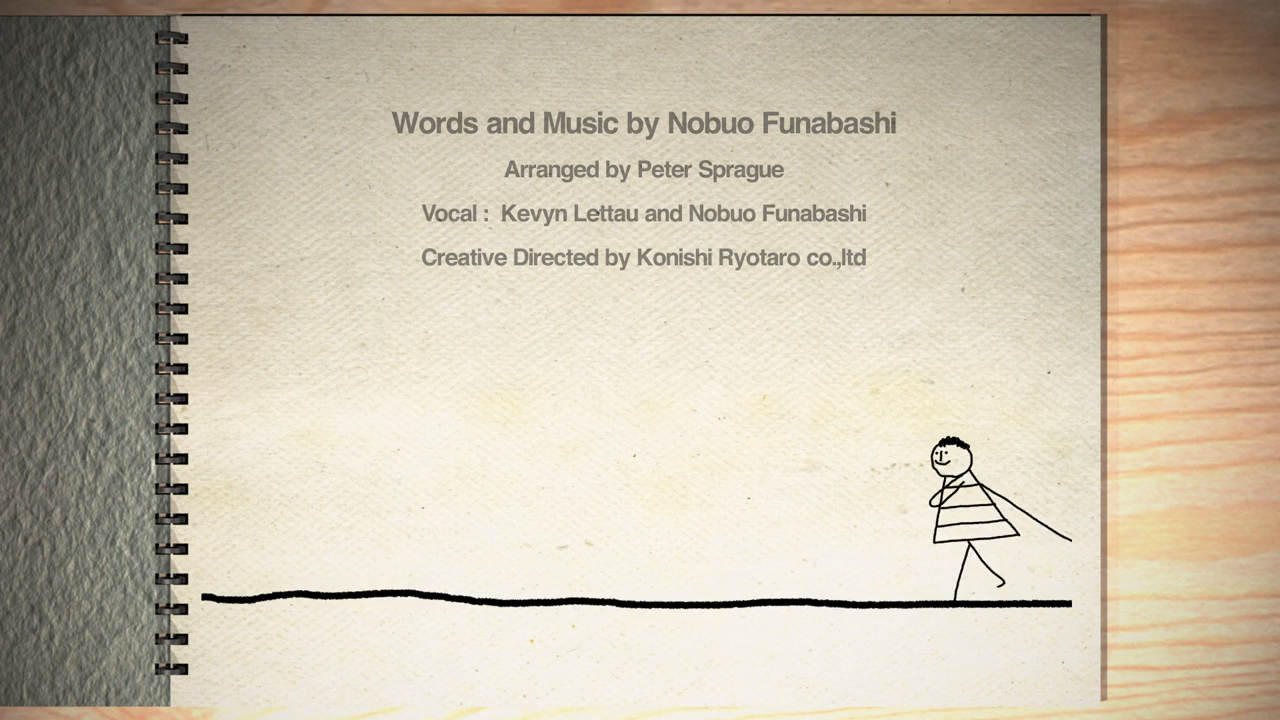 Words and Music by Nobuo Funabashi
Arranged by Peter Sprague
Vocal : Kevyn Lettau and Nobuo Funabashi
Creative Directed by Konishi Ryotaro co.,ltd